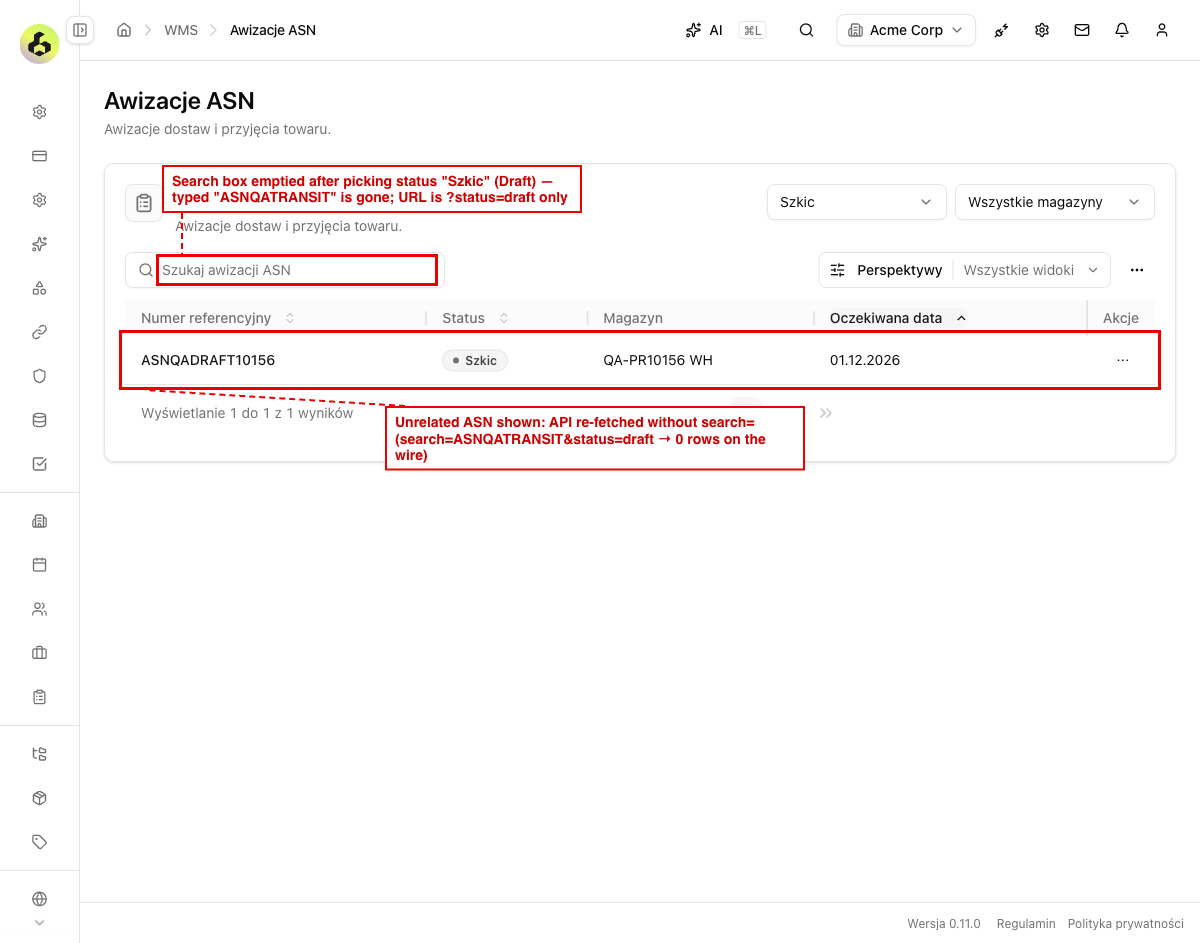 WMS
Awizacje ASN
AI
⌘L
Acme Corp
Awizacje ASN
Awizacje dostaw i przyjęcia towaru.
Search box emptied after picking status "Szkic" (Draft) —
typed "ASNQATRANSIT" is gone; URL is ?status=draft only
Szkic
Wszystkie magazyny
Awizacje dostaw i przyjęcia towaru.
Szukaj awizacji ASN
Perspektywy
Wszystkie widoki
Numer referencyjny
Status
Magazyn
Oczekiwana data
Akcje
ASNQADRAFT10156
Szkic
QA-PR10156 WH
01.12.2026
Wyświetlanie 1 do 1 z 1 wyników
Unrelated ASN shown: API re-fetched without search=
(search=ASNQATRANSIT&status=draft → 0 rows on the
wire)
Wersja 0.11.0
Regulamin
Polityka prywatności